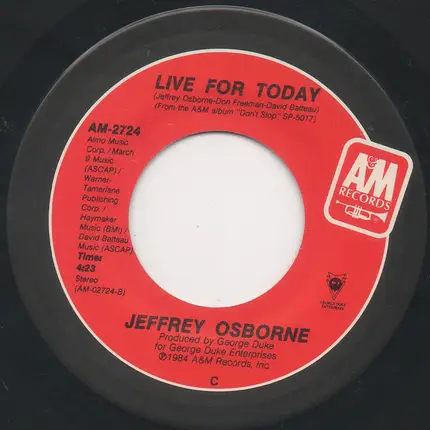 LIVE FOR TODAY
(Jeffrey Osborne-Don Freeman-David Batteau)
(From the A&M album "Don't Stop" SP-5017)
AM-2724
Almo Music
Corp. / March
9 Music
(ASCAP) /
Warner-
Tamerlane
Publishing
Corp. /
Haymaker
Music (BMI) /
David Batteau
Music (ASCAP)
Time:
4:23
Stereo
(AM-02724-B)
A&M
RECORDS
JEFFREY OSBORNE
Produced by George Duke
for George Duke Enterprises
℗1984 A&M Records, Inc.
C